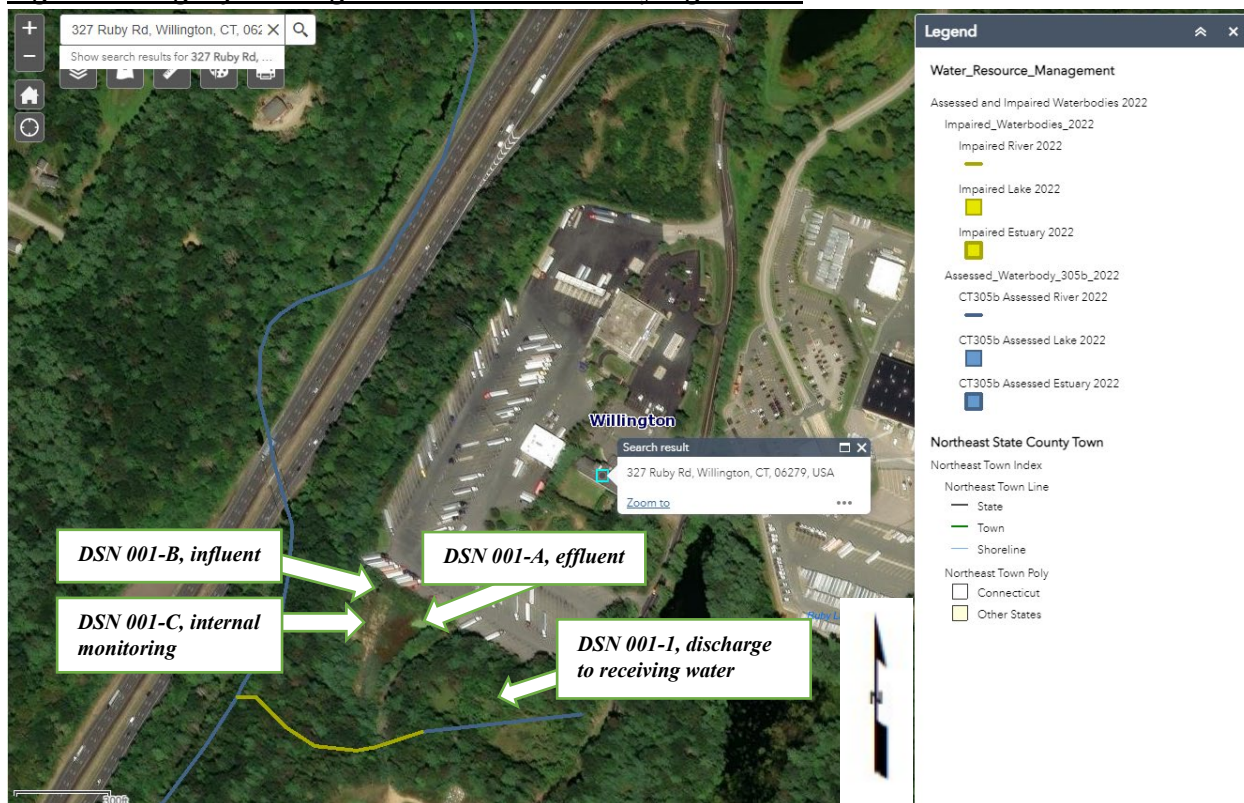 +
327 Ruby Rd, Willington, CT, 062
Show search results for 327 Ruby Rd, ...
−
Willington
Search result
327 Ruby Rd, Willington, CT, 06279, USA
Zoom to
DSN 001-B, influent
DSN 001-A, effluent
DSN 001-C, internal
monitoring
DSN 001-1, discharge
to receiving water
Ruby
N
300ft
Legend
Water_Resource_Management
Assessed and Impaired Waterbodies 2022
Impaired_Waterbodies_2022
Impaired River 2022
Impaired Lake 2022
Impaired Estuary 2022
Assessed_Waterbody_305b_2022
CT305b Assessed River 2022
CT305b Assessed Lake 2022
CT305b Assessed Estuary 2022
Northeast State County Town
Northeast Town Index
Northeast Town Line
State
Town
Shoreline
Northeast Town Poly
Connecticut
Other States